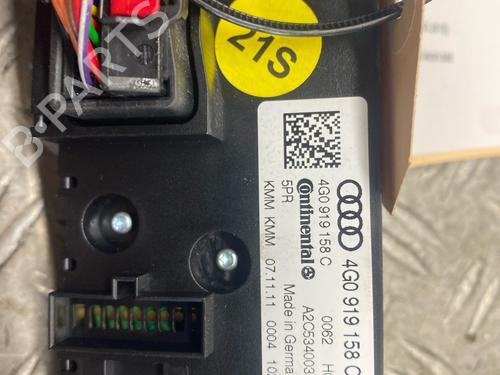 21S
4G0 919 158 C
Continental
4G0 919 158 C
0062
A2C534003
5PR
Made in Germa
KMM KMM 07.11.11 0004
B-PARTS